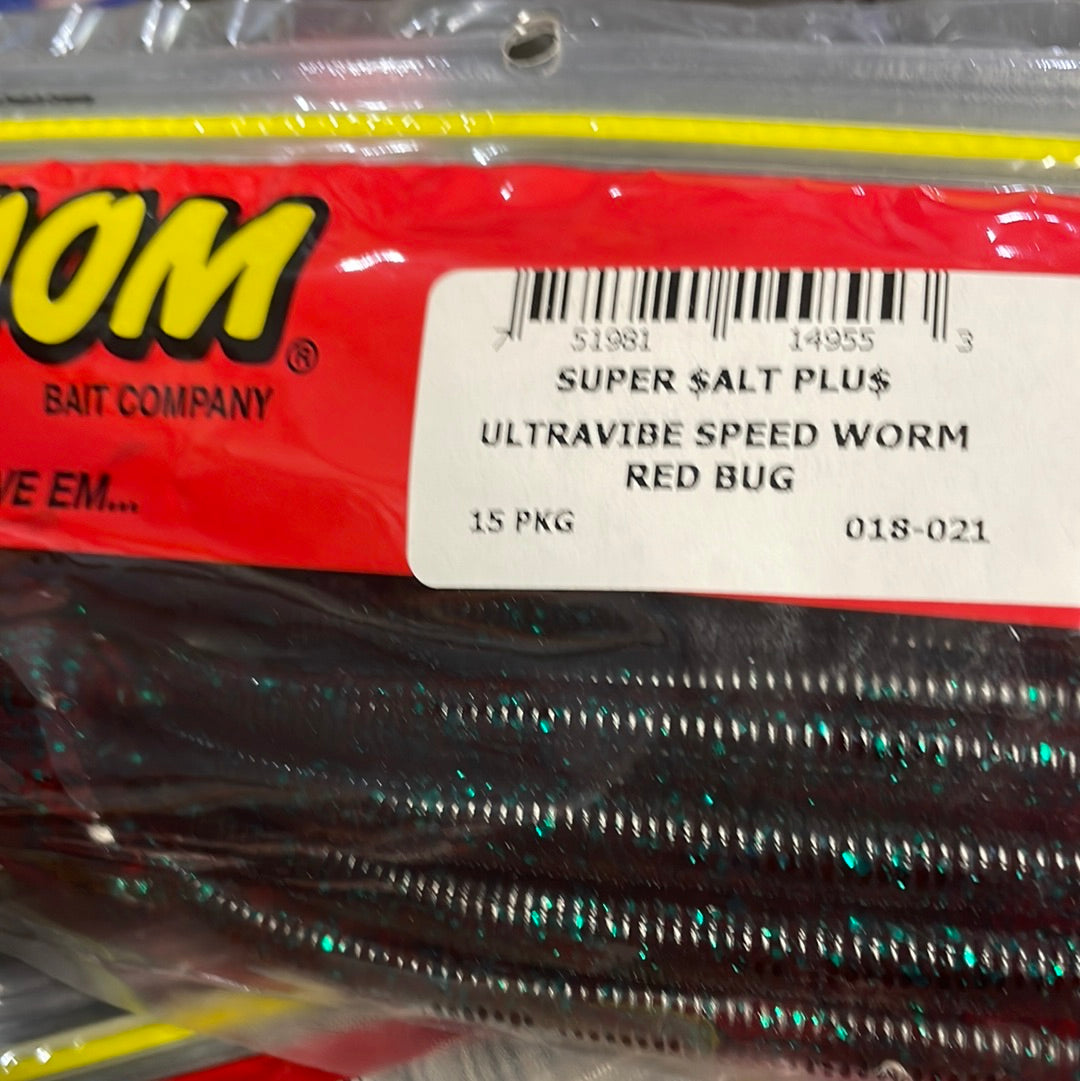 OM®
BAIT COMPANY
VE EM...
7 51981 14955 3
SUPER $ALT PLU$
ULTRAVIBE SPEED WORM
RED BUG
15 PKG 018-021